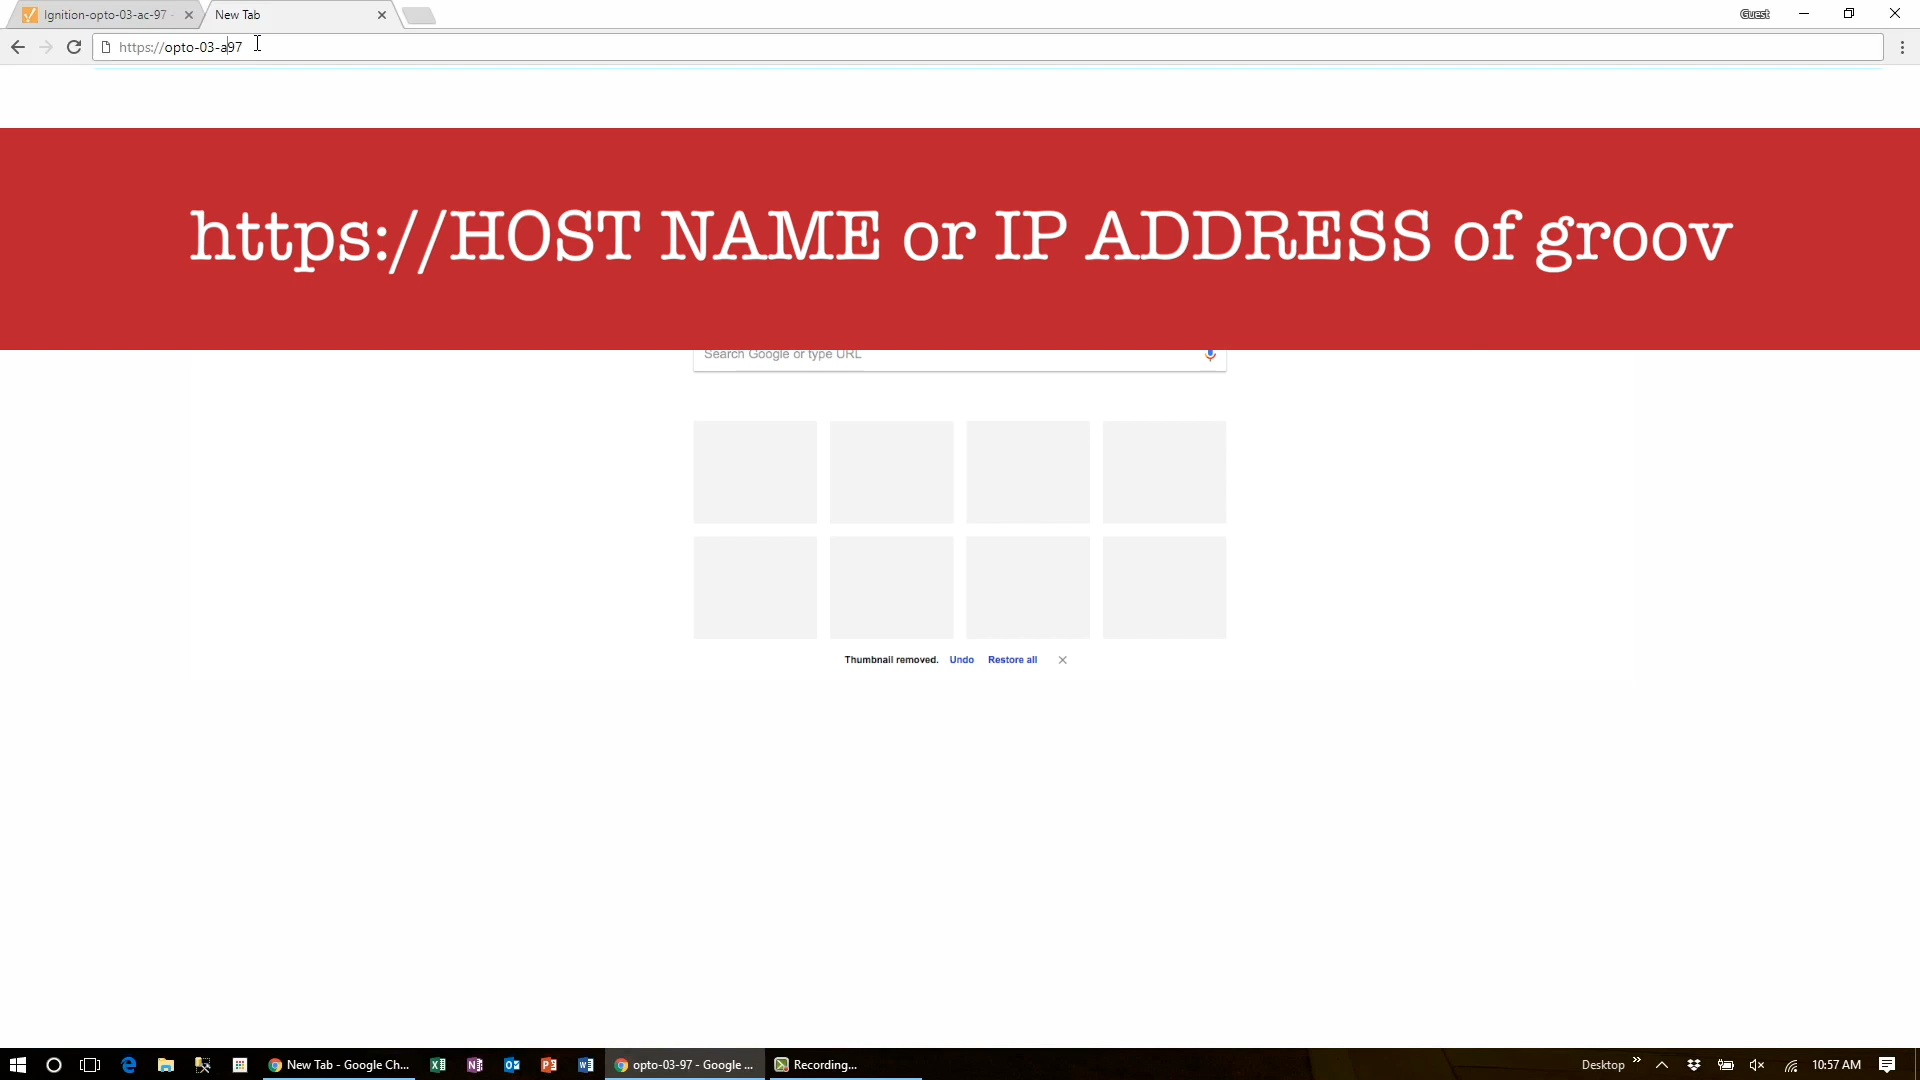 Ignition-opto-03-ac-97 -
New Tab
Guest
https://opto-03-a97
https://HOST NAME or IP ADDRESS of groov
Search Google or type URL
Thumbnail removed. Undo Restore all
New Tab - Google Ch...
opto-03-97 - Google ...
Recording...
Desktop
10:57 AM